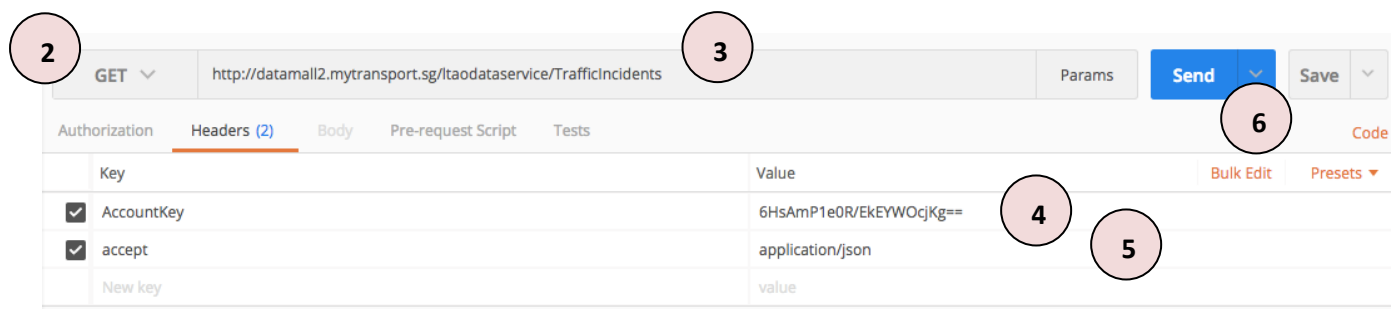 2
3
GET http://datamall2.mytransport.sg/ltaodataservice/TrafficIncidents Params Send Save
6
Authorization Headers (2) Body Pre-request Script Tests Code
Key Value Bulk Edit Presets
AccountKey 6HsAmP1e0R/EkEYWOcjKg== 4
accept application/json 5
New key value